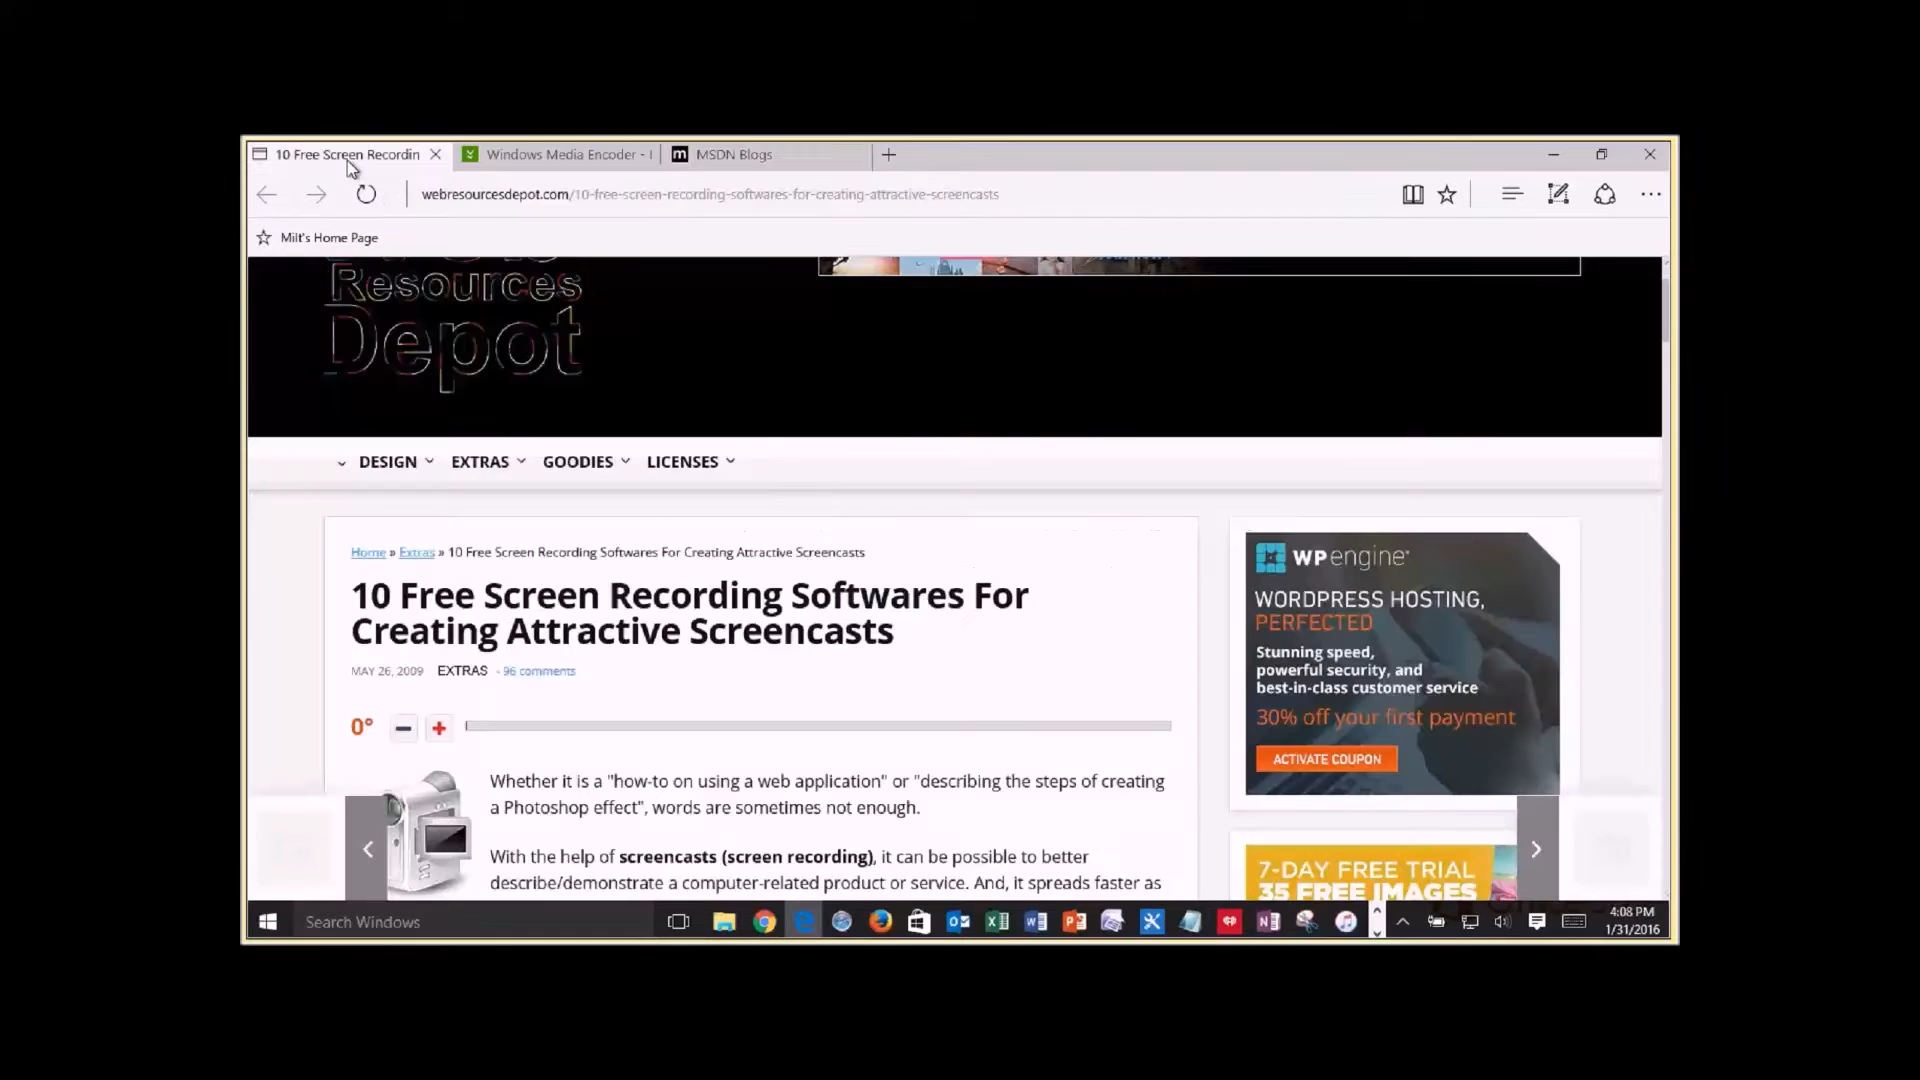 10 Free Screen Recordin
Windows Media Encoder - I
MSDN Blogs
webresourcesdepot.com/10-free-screen-recording-softwares-for-creating-attractive-screencasts
Milt's Home Page
Resources
Depot
DESIGN EXTRAS GOODIES LICENSES
Home » Extras » 10 Free Screen Recording Softwares For Creating Attractive Screencasts
10 Free Screen Recording Softwares For
Creating Attractive Screencasts
MAY 26, 2009 EXTRAS - 96 comments
0°
Whether it is a "how-to on using a web application" or "describing the steps of creating
a Photoshop effect", words are sometimes not enough.
With the help of screencasts (screen recording), it can be possible to better
describe/demonstrate a computer-related product or service. And, it spreads faster as
WP engine
WORDPRESS HOSTING,
PERFECTED
Stunning speed,
powerful security, and
best-in-class customer service
30% off your first payment
ACTIVATE COUPON
7-DAY FREE TRIAL
35 FREE IMAGES
Search Windows
4:08 PM
1/31/2016